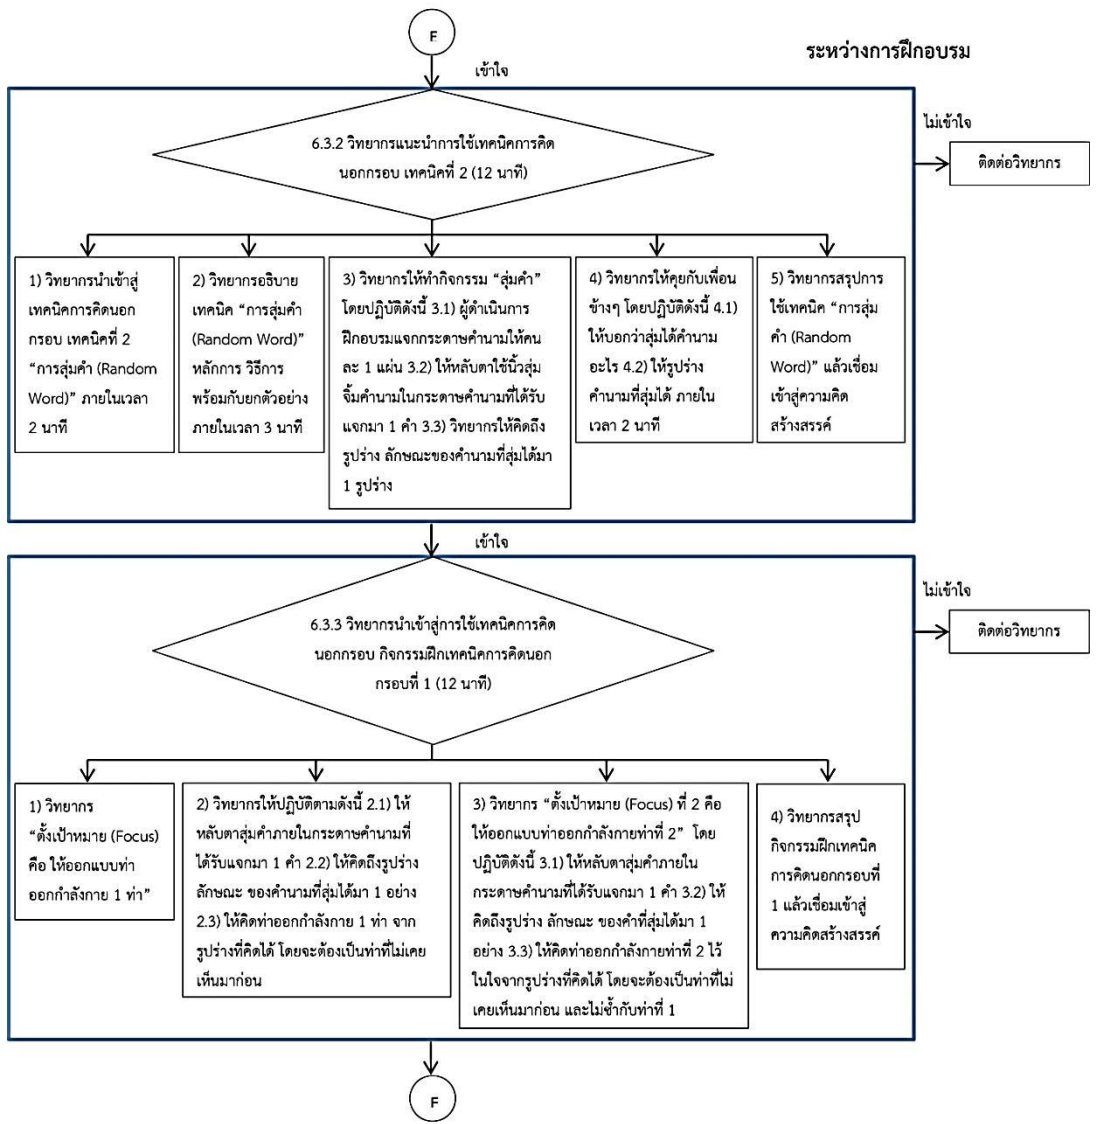 E
ระหว่างการฝึกอบรม
เข้าใจ
ไม่เข้าใจ
6.3.2 วิทยากรแนะนำการใช้เทคนิคการคิด
นอกกรอบ เทคนิคที่ 2 (12 นาที)
ติดต่อวิทยากร
1) วิทยากรนำเข้าสู่
เทคนิคการคิดนอก
กรอบ เทคนิคที่ 2
“การสุ่มคำ (Random
Word)” ภายในเวลา
2 นาที
2) วิทยากรอธิบาย
เทคนิค “การสุ่มคำ
(Random Word)”
หลักการ วิธีการ
พร้อมกับยกตัวอย่าง
ภายในเวลา 3 นาที
3) วิทยากรให้ทำกิจกรรม “สุ่มคำ”
โดยปฏิบัติดังนี้ 3.1) ผู้ดำเนินการ
ฝึกอบรมแจกกระดาษคำนามให้คน
ละ 1 แผ่น 3.2) ให้หลับตาใช้นิ้วสุ่ม
จิ้มคำนามในกระดาษคำนามที่ได้รับ
แจกมา 1 คำ 3.3) วิทยากรให้คิดถึง
รูปร่าง ลักษณะของคำนามที่สุ่มได้มา
1 รูปร่าง
4) วิทยากรให้คุยกับเพื่อน
ข้างๆ โดยปฏิบัติดังนี้ 4.1)
ให้บอกว่าสุ่มได้คำนาม
อะไร 4.2) ให้รูปร่าง
คำนามที่สุ่มได้ ภายใน
เวลา 2 นาที
5) วิทยากรสรุปการ
ใช้เทคนิค “การสุ่ม
คำ (Random
Word)” แล้วเชื่อม
เข้าสู่ความคิด
สร้างสรรค์
เข้าใจ
ไม่เข้าใจ
6.3.3 วิทยากรนำเข้าสู่การใช้เทคนิคการคิด
นอกกรอบ กิจกรรมฝึกเทคนิคการคิดนอก
กรอบที่ 1 (12 นาที)
ติดต่อวิทยากร
1) วิทยากร
“ตั้งเป้าหมาย (Focus)
คือ ให้ออกแบบท่า
ออกกำลังกาย 1 ท่า”
2) วิทยากรให้ปฏิบัติตามดังนี้ 2.1) ให้
หลับตาสุ่มคำภายในกระดาษคำนามที่
ได้รับแจกมา 1 คำ 2.2) ให้คิดถึงรูปร่าง
ลักษณะ ของคำนามที่สุ่มได้มา 1 อย่าง
2.3) ให้คิดท่าออกกำลังกาย 1 ท่า จาก
รูปร่างที่คิดได้ โดยจะต้องเป็นท่าที่ไม่เคย
เห็นมาก่อน
3) วิทยากร “ตั้งเป้าหมาย (Focus) ที่ 2 คือ
ให้ออกแบบท่าออกกำลังกายท่าที่ 2” โดย
ปฏิบัติดังนี้ 3.1) ให้หลับตาสุ่มคำภายใน
กระดาษคำนามที่ได้รับแจกมา 1 คำ 3.2) ให้
คิดถึงรูปร่าง ลักษณะ ของคำที่สุ่มได้มา 1
อย่าง 3.3) ให้คิดท่าออกกำลังกายท่าที่ 2 ไว้
ในใจจากรูปร่างที่คิดได้ โดยจะต้องเป็นท่าที่ไม่
เคยเห็นมาก่อน และไม่ซ้ำกับท่าที่ 1
4) วิทยากรสรุป
กิจกรรมฝึกเทคนิค
การคิดนอกกรอบที่
1 แล้วเชื่อมเข้าสู่
ความคิดสร้างสรรค์
F